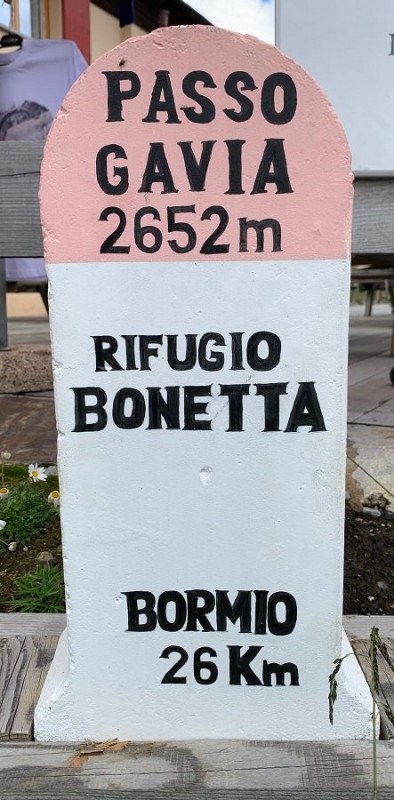 PASSO
GAVIA
2652m
RIFUGIO
BONETTA
BORMIO
26 Km